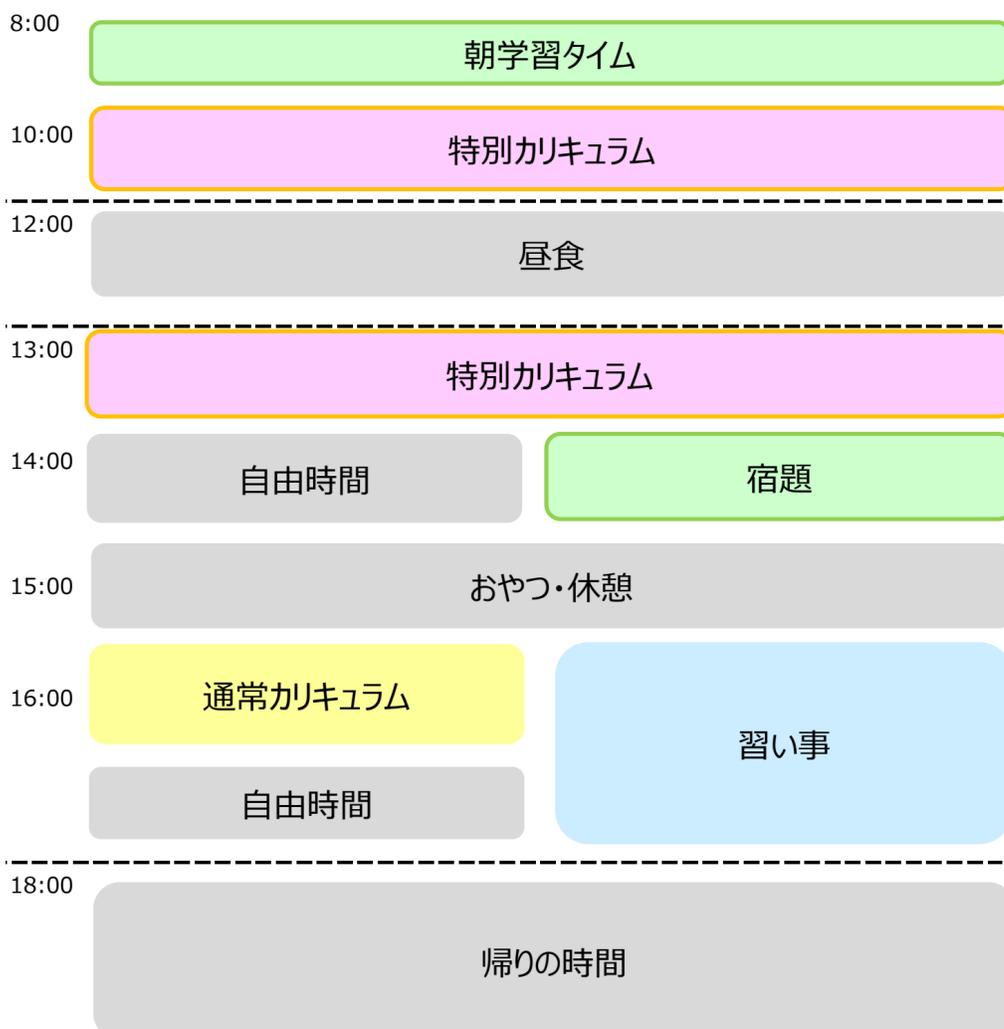 8:00
朝学習タイム
10:00
特別カリキュラム
12:00
昼食
13:00
特別カリキュラム
14:00
自由時間
宿題
15:00
おやつ・休憩
16:00
通常カリキュラム
習い事
自由時間
18:00
帰りの時間